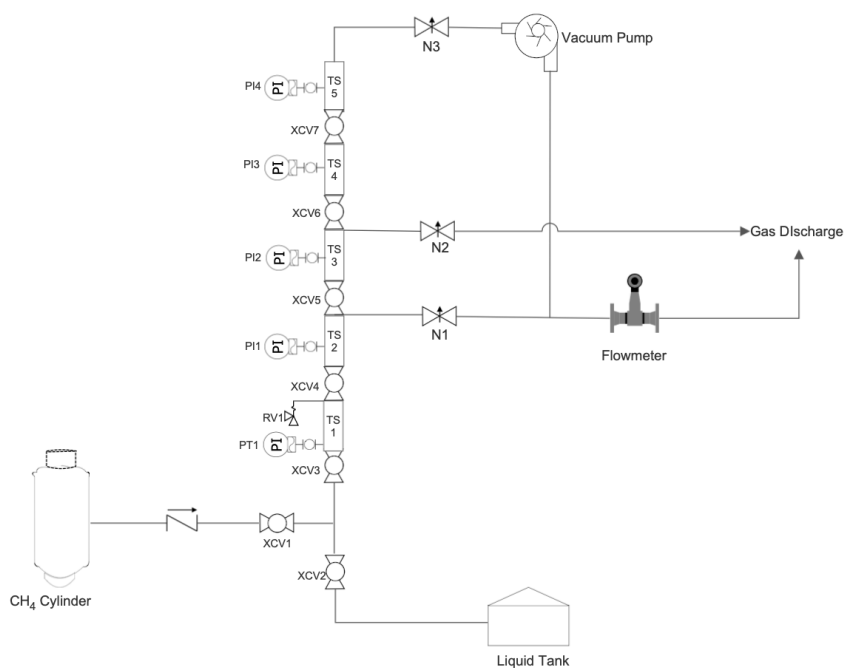 N3
Vacuum Pump
PI4
PI
TS
5
XCV7
PI3
PI
TS
4
XCV6
N2
Gas DIscharge
PI2
PI
TS
3
XCV5
N1
Flowmeter
PI1
PI
TS
2
XCV4
RV1
TS
1
PT1
PI
XCV3
XCV1
XCV2
CH₄ Cylinder
Liquid Tank